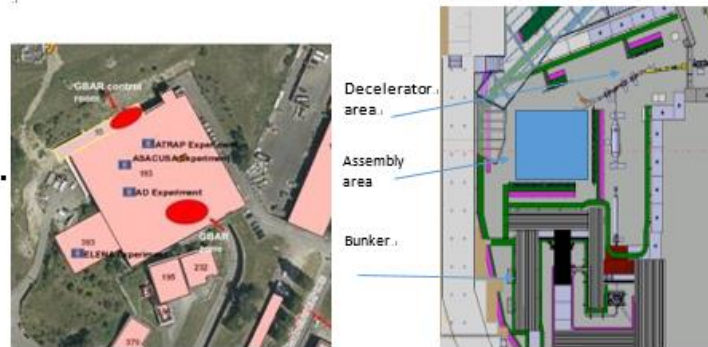 GBAR control
room
ATRAP Experiment
ASACUSA Experiment
193
AD Experiment
GBAR
393
ELENA Experiment
195
232
Decelerator
area
Assembly
area
Bunker